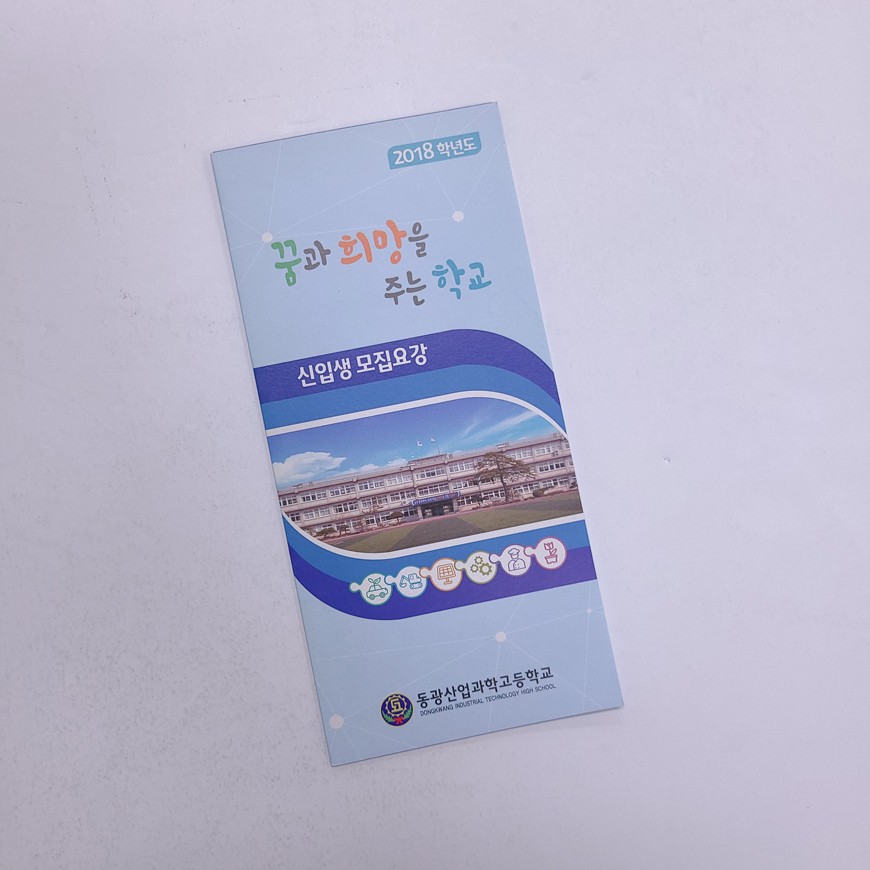 2018 학년도
꿈과 희망을
주는 학교
신입생 모집요강
동광산업과학고등학교
DONGKWANG INDUSTRIAL TECHNOLOGY HIGH SCHOOL